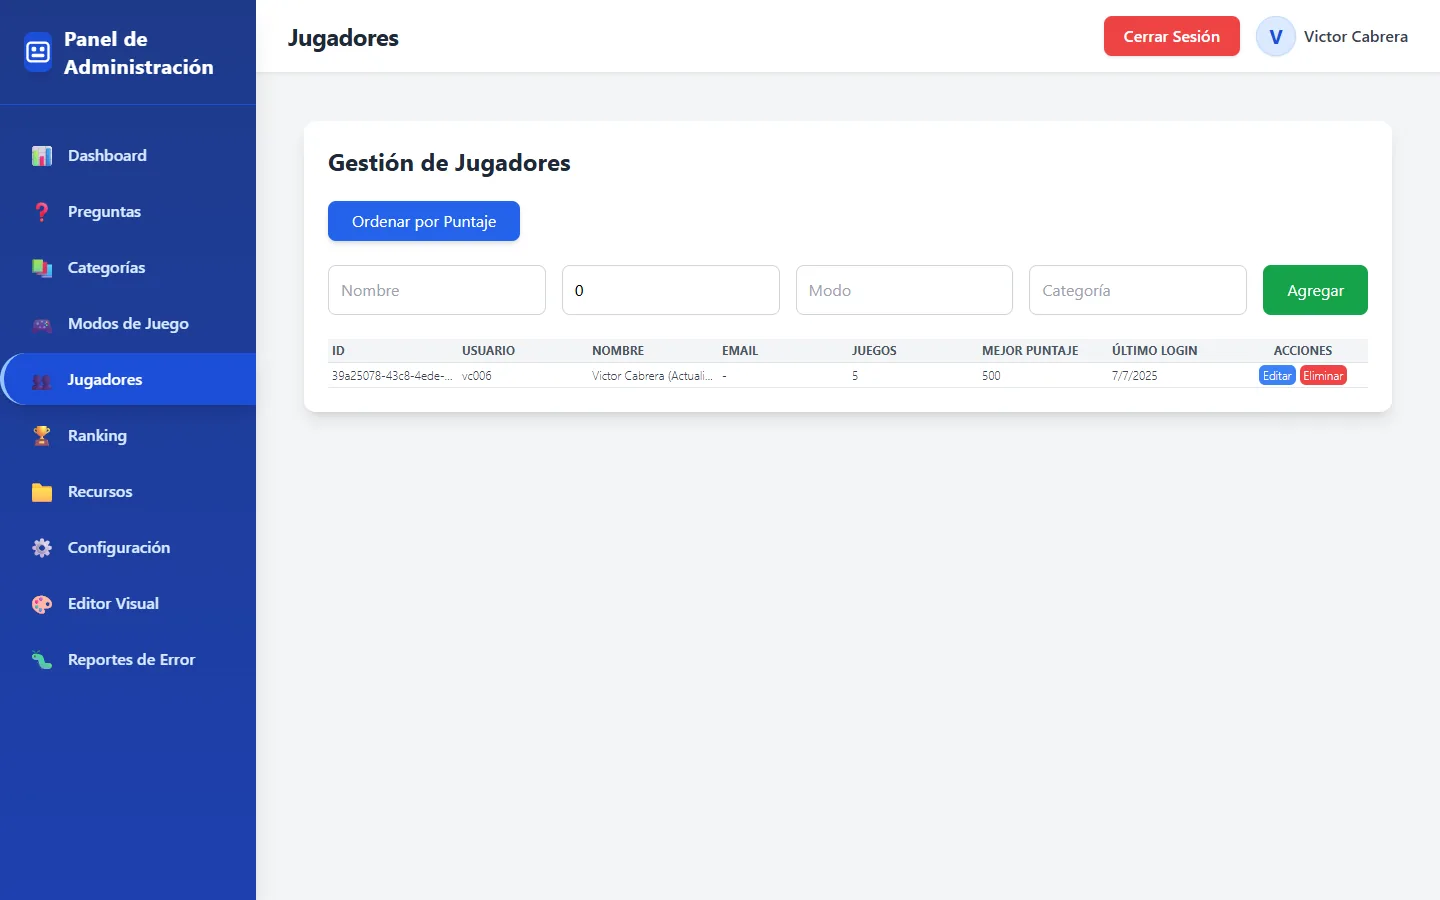 Panel de
Administración
Jugadores
Cerrar Sesión
V
Victor Cabrera
Dashboard
Preguntas
Categorías
Modos de Juego
Jugadores
Ranking
Recursos
Configuración
Editor Visual
Reportes de Error
Gestión de Jugadores
Ordenar por Puntaje
Nombre
0
Modo
Categoría
Agregar
ID USUARIO NOMBRE EMAIL JUEGOS MEJOR PUNTAJE ÚLTIMO LOGIN ACCIONES
39a25078-43c8-4ede-... vc006 Victor Cabrera (Actuali... - 5 500 7/7/2025 Editar Eliminar